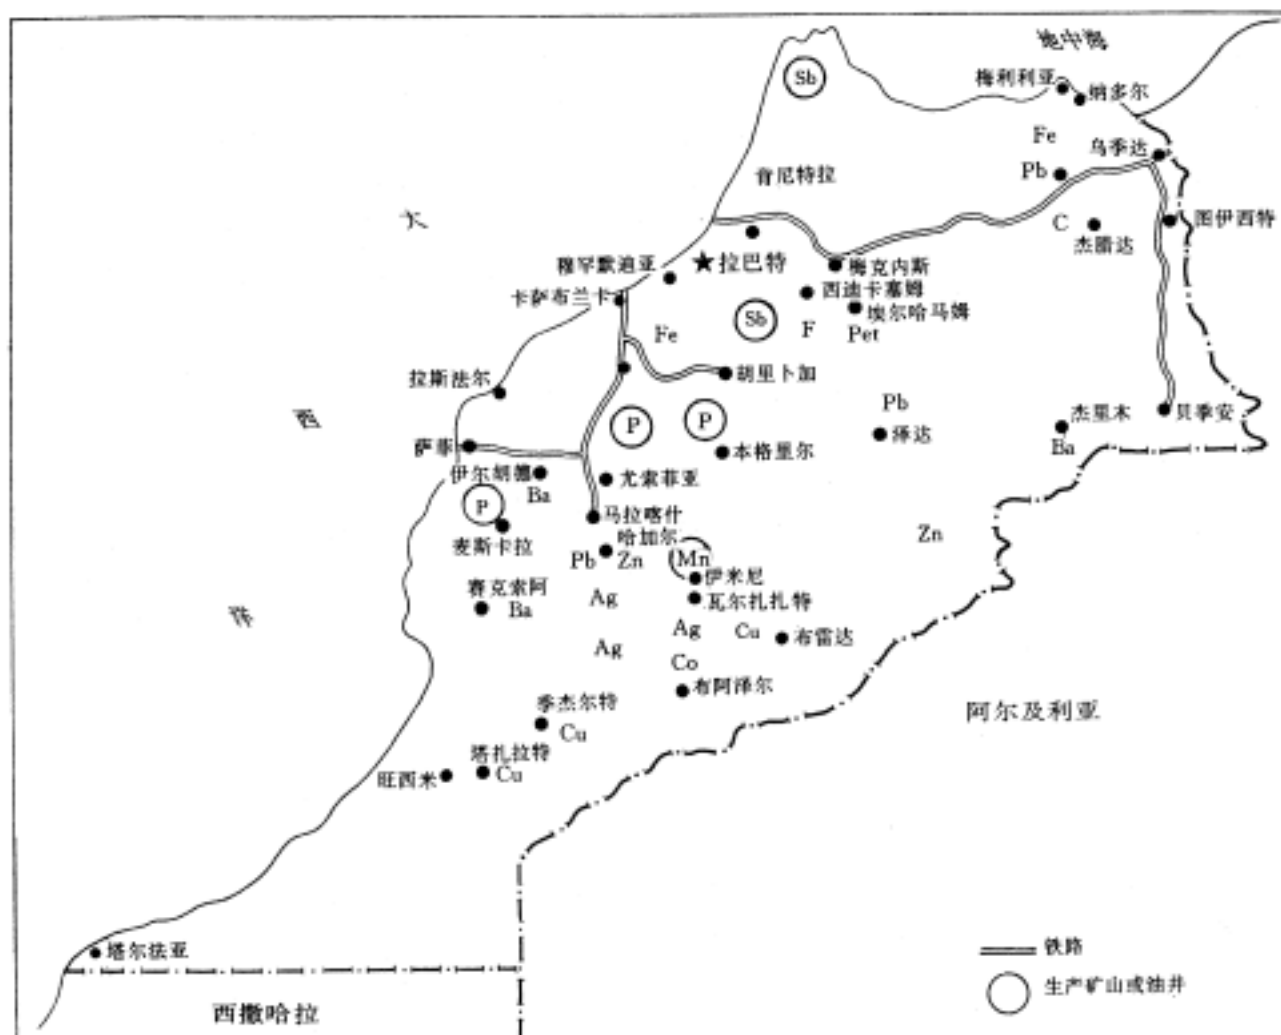 地中海
Sb
梅利利亚
纳多尔
Fe
乌季达
肯尼特拉
Pb
大
C
图伊西特
杰腊达
穆罕默迪亚
拉巴特
梅克内斯
卡萨布兰卡
西迪卡塞姆
Sb
埃尔哈马姆
Fe
F
Pet
拉斯法尔
胡里卜加
西
Pb
P
P
杰里木
贝季安
萨菲
泽达
Ba
伊尔胡德
本格里尔
Ba
尤索菲亚
P
马拉喀什
麦斯卡拉
哈加尔
Zn
Pb
Zn
Mn
伊米尼
赛克索阿
Ba
Ag
瓦尔扎扎特
洋
Ag
Cu
布雷达
Ag
Co
布阿泽尔
季杰尔特
Cu
阿尔及利亚
塔扎拉特
旺西米
Cu
塔尔法亚
铁路
西撒哈拉
生产矿山或油井